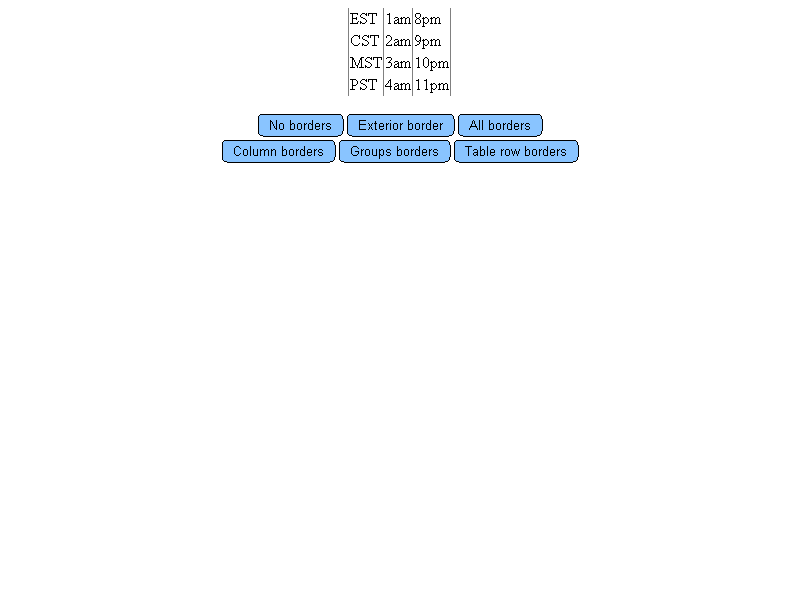 EST 1am 8pm
CST 2am 9pm
MST 3am 10pm
PST 4am 11pm
No borders Exterior border All borders
Column borders Groups borders Table row borders